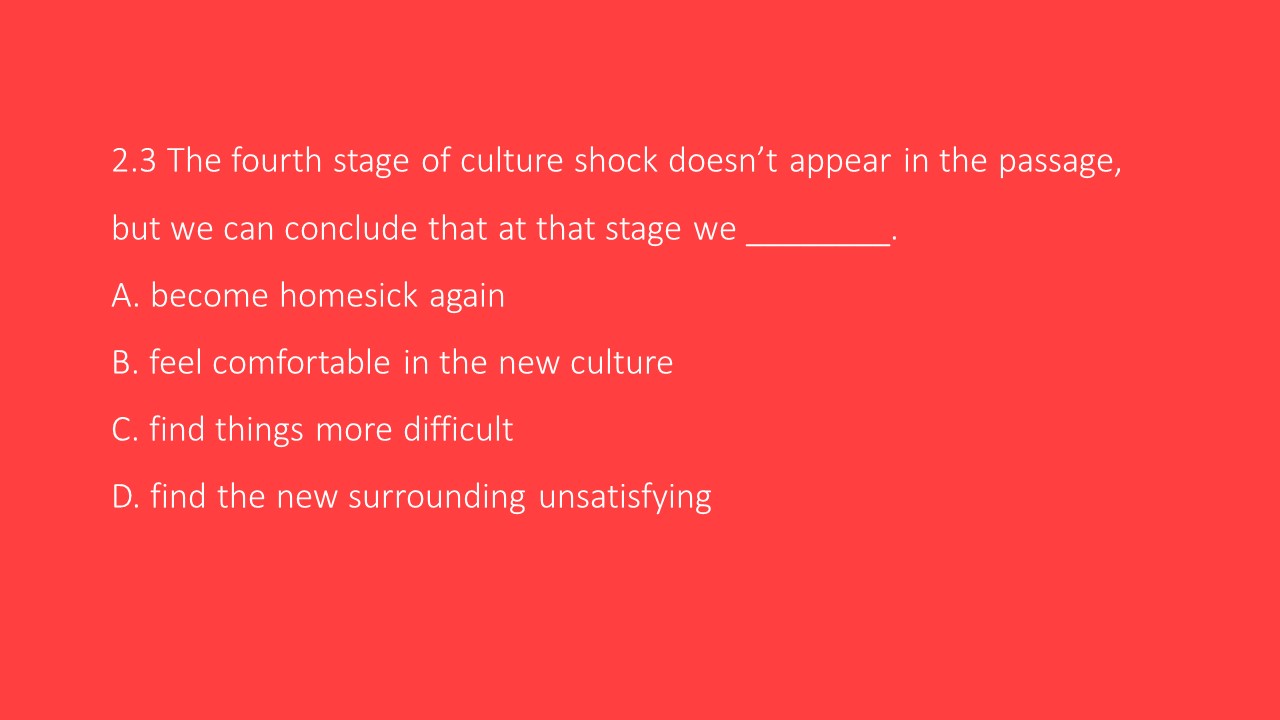 2.3 The fourth stage of culture shock doesn’t appear in the passage,
but we can conclude that at that stage we ________.
A. become homesick again
B. feel comfortable in the new culture
C. find things more difficult
D. find the new surrounding unsatisfying